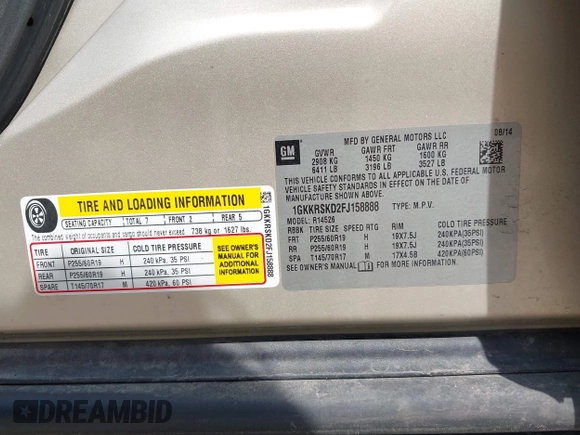 TIRE AND LOADING INFORMATION
SEATING CAPACITY TOTAL 7 FRONT 2 REAR 5
The combined weight of occupants and cargo should never exceed 738 kg or 1627 lbs.
TIRE ORIGINAL SIZE COLD TIRE PRESSURE
FRONT P255/60R19 H 240 kPa, 35 PSI
REAR P255/60R19 H 240 kPa, 35 PSI
SPARE T145/70R17 M 420 kPa, 60 PSI
SEE OWNER'S
MANUAL FOR
ADDITIONAL
INFORMATION
1GKKRSKD2FJ158888
GM
MFD BY GENERAL MOTORS LLC 08/14
GVWR GAWR FRT GAWR RR
2908 KG 1450 KG 1600 KG
6411 LB 3196 LB 3527 LB
THIS VEHICLE CONFORMS TO ALL APPLICABLE U.S. FEDERAL MOTOR
VEHICLE SAFETY STANDARDS IN EFFECT ON THE DATE OF
MANUFACTURE SHOWN ABOVE.
1GKKRSKD2FJ158888 TYPE: M.P.V.
MODEL: R14526
RBBK TIRE SIZE SPEED RTG RIM COLD TIRE PRESSURE
FRT P255/60R19 H 19X7.5J 240KPA(35PSI)
RR P255/60R19 H 19X7.5J 240KPA(35PSI)
SPA T145/70R17 M 17X4.5B 420KPA(60PSI)
SEE OWNER'S MANUAL FOR MORE INFORMATION
DREAMBID